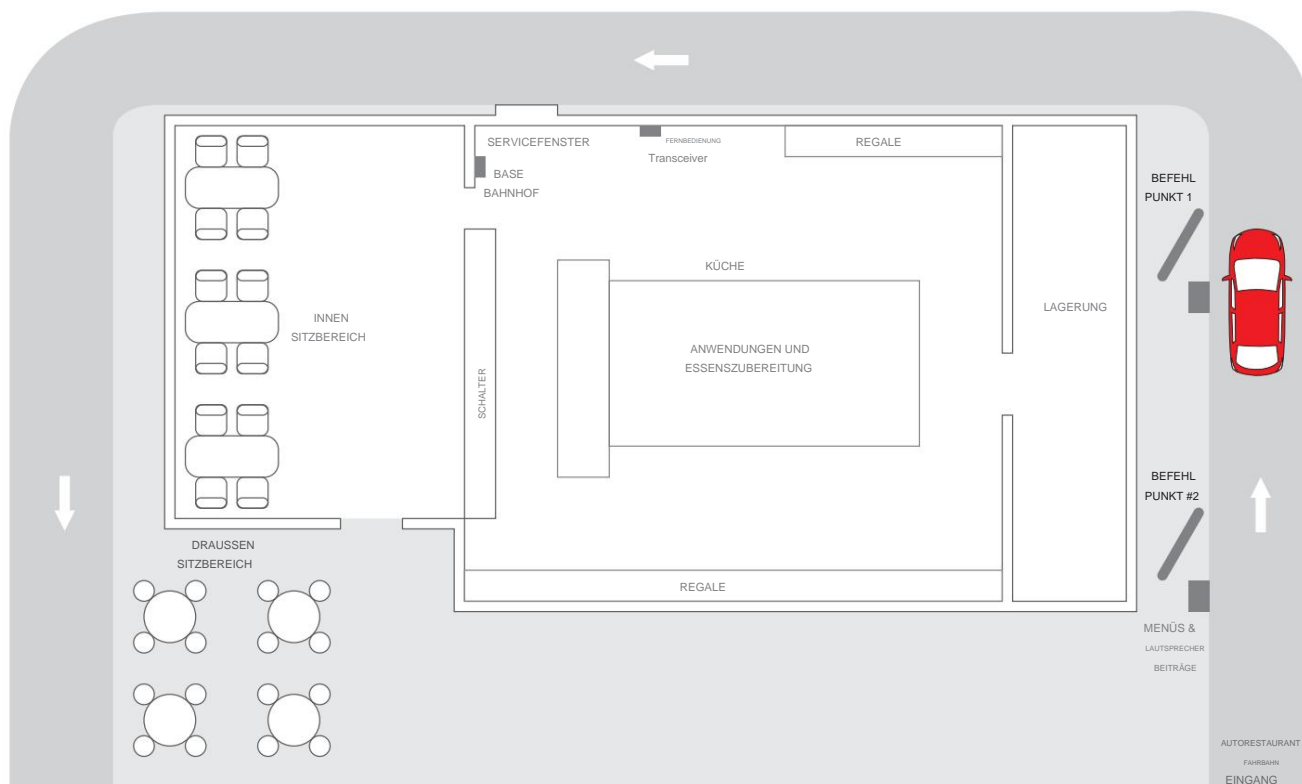 SERVICEFENSTER
FERNBEDIENUNG
Transceiver
REGALE
BASE
BAHNHOF
BEFEHL
PUNKT 1
KÜCHE
INNEN
SITZBEREICH
LAGERUNG
ANWENDUNGEN UND
ESSENSZUBEREITUNG
SCHALTER
BEFEHL
PUNKT #2
DRAUSSEN
SITZBEREICH
REGALE
MENÜS &
LAUTSPRECHER
BEITRÄGE
AUTORESTAURANT
FAHRBAHN
EINGANG